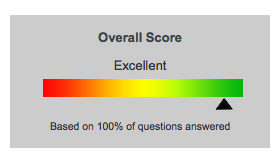 Overall Score
Excellent
Based on 100% of questions answered